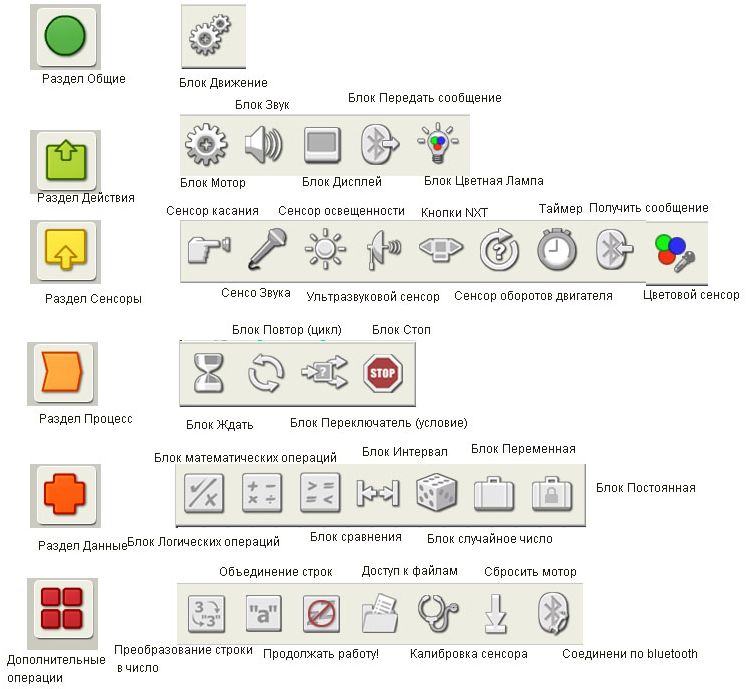 Раздел Общие
Блок Движение
Блок Звук
Блок Передать сообщение
Блок Мотор
Блок Дисплей
Блок Цветная Лампа
Раздел Действия
Сенсор касания
Сенсор освещенности
Кнопки NXT
Таймер
Получить сообщение
Раздел Сенсоры
Сенсо Звука
Ультразвуковой сенсор
Сенсор оборотов двигателя
Цветовой сенсор
Блок Повтор (цикл)
Блок Стоп
STOP
Раздел Процесс
Блок Ждать
Блок Переключатель (условие)
Блок математических операций
Блок Интервал
Блок Переменная
Блок Постоянная
Раздел Данные
Блок Логических операций
Блок сравнения
Блок случайное число
Объединение строк
Доступ к файлам
Сбросить мотор
3
"3"
"a"
Дополнительные
операции
Преобразование строки
в число
Продолжать работу!
Калибровка сенсора
Соединени по bluetooth